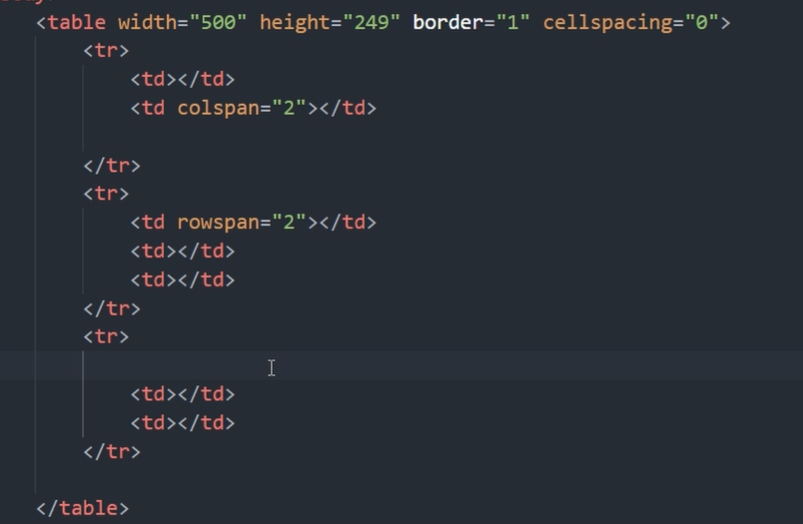 <table width="500" height="249" border="1" cellspacing="0">
<tr>
<td></td>
<td colspan="2"></td>
</tr>
<tr>
<td rowspan="2"></td>
<td></td>
<td></td>
</tr>
<tr>
<td></td>
<td></td>
</tr>
</table>